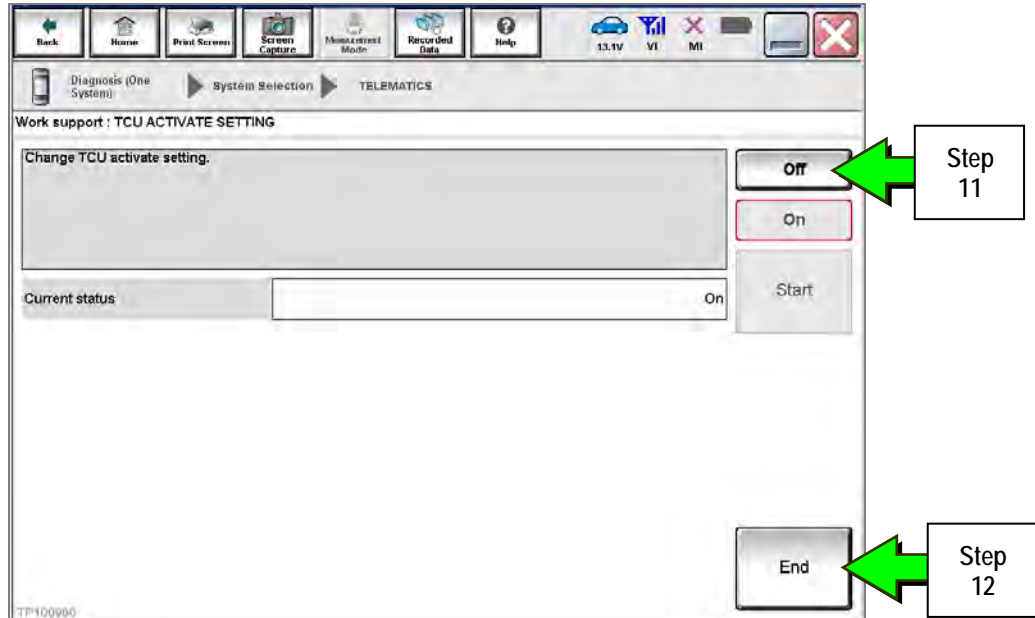 Back Home Print Screen Screen Capture Measurement Mode Recorded Data Help 13.1V VI MI
Diagnosis (One System) System Selection TELEMATICS
Work support : TCU ACTIVATE SETTING
Change TCU activate setting.
Off
Step
11
On
Current status On
Start
End
Step
12
TP100966